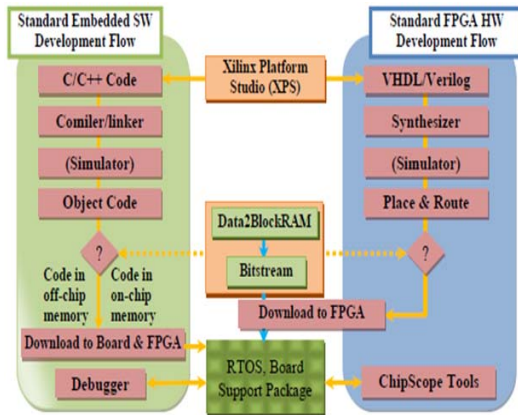 Standard Embedded SW
Development Flow
Standard FPGA HW
Development Flow
C/C++ Code
Xilinx Platform
Studio (XPS)
VHDL/Verilog
Comiler/linker
Synthesizer
(Simulator)
(Simulator)
Object Code
Place & Route
Data2BlockRAM
?
?
Bitstream
Code in
off-chip
memory
Code in
on-chip
memory
Download to FPGA
Download to Board & FPGA
RTOS, Board
Support Package
Debugger
ChipScope Tools